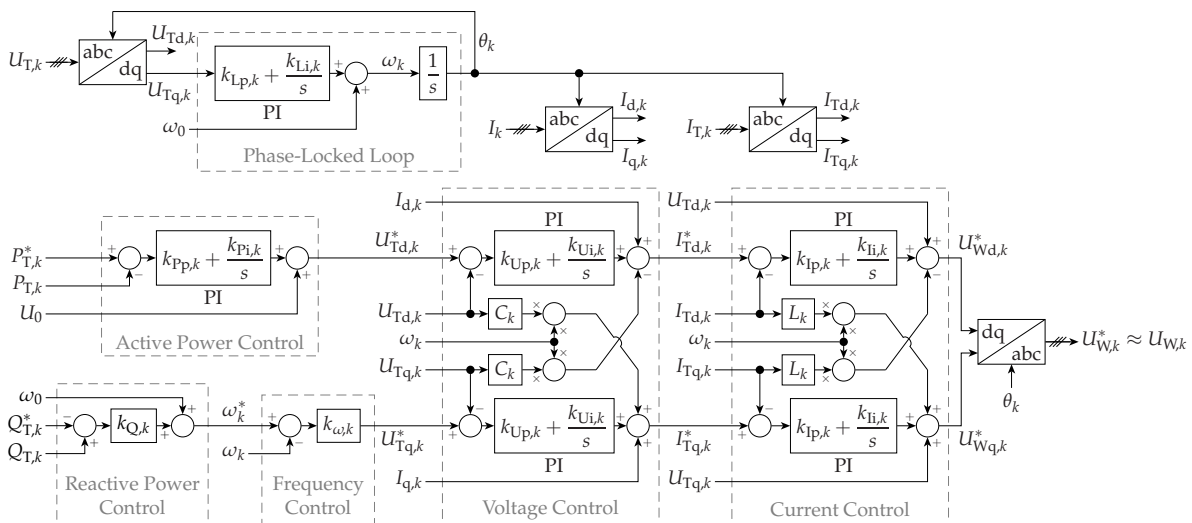 U_T,k
abc
dq
U_Td,k
U_Tq,k
k_Lp,k + k_Li,k / s
PI
+
+
ω_0
ω_k
1 / s
θ_k
Phase-Locked Loop
I_k
abc
dq
I_d,k
I_q,k
I_T,k
abc
dq
I_Td,k
I_Tq,k
P*_T,k
P_T,k
U_0
+
−
k_Pp,k + k_Pi,k / s
PI
+
+
Active Power Control
U*_Td,k
ω_0
Q*_T,k
Q_T,k
−
+
k_Q,k
+
+
Reactive Power
Control
ω*_k
ω_k
+
−
k_ω,k
Frequency
Control
U*_Tq,k
I_d,k
PI
+
−
k_Up,k + k_Ui,k / s
+
+
−
U_Td,k
C_k
×
×
ω_k
×
×
U_Tq,k
C_k
−
+
k_Up,k + k_Ui,k / s
+
+
+
PI
I_q,k
Voltage Control
U_Td,k
I*_Td,k
PI
+
−
k_Ip,k + k_Ii,k / s
+
+
−
I_Td,k
L_k
×
×
ω_k
×
×
I_Tq,k
L_k
−
+
I*_Tq,k
k_Ip,k + k_Ii,k / s
+
+
+
PI
U_Tq,k
Current Control
U*_Wd,k
U*_Wq,k
dq
abc
θ_k
U*_W,k ≈ U_W,k